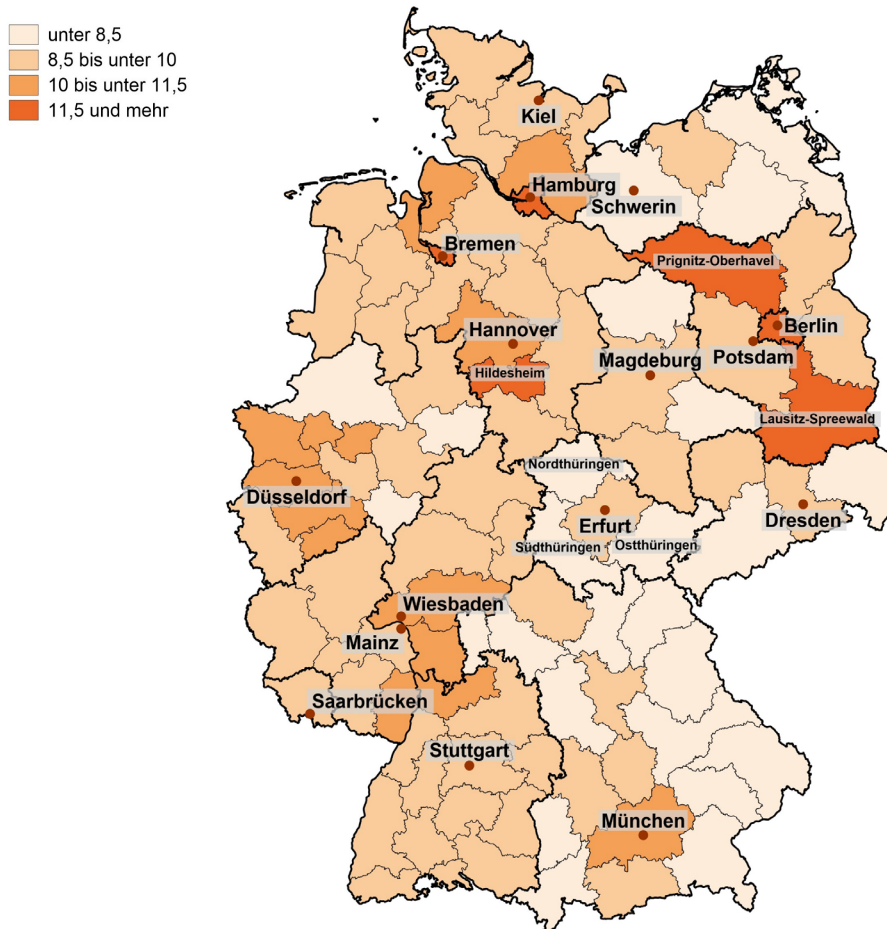 unter 8,5
8,5 bis unter 10
10 bis unter 11,5
11,5 und mehr
Kiel
Hamburg
Schwerin
Bremen
Prignitz-Oberhavel
Berlin
Hannover
Potsdam
Magdeburg
Hildesheim
Lausitz-Spreewald
Nordthüringen
Düsseldorf
Erfurt
Dresden
Südthüringen
Ostthüringen
Wiesbaden
Mainz
Saarbrücken
Stuttgart
München